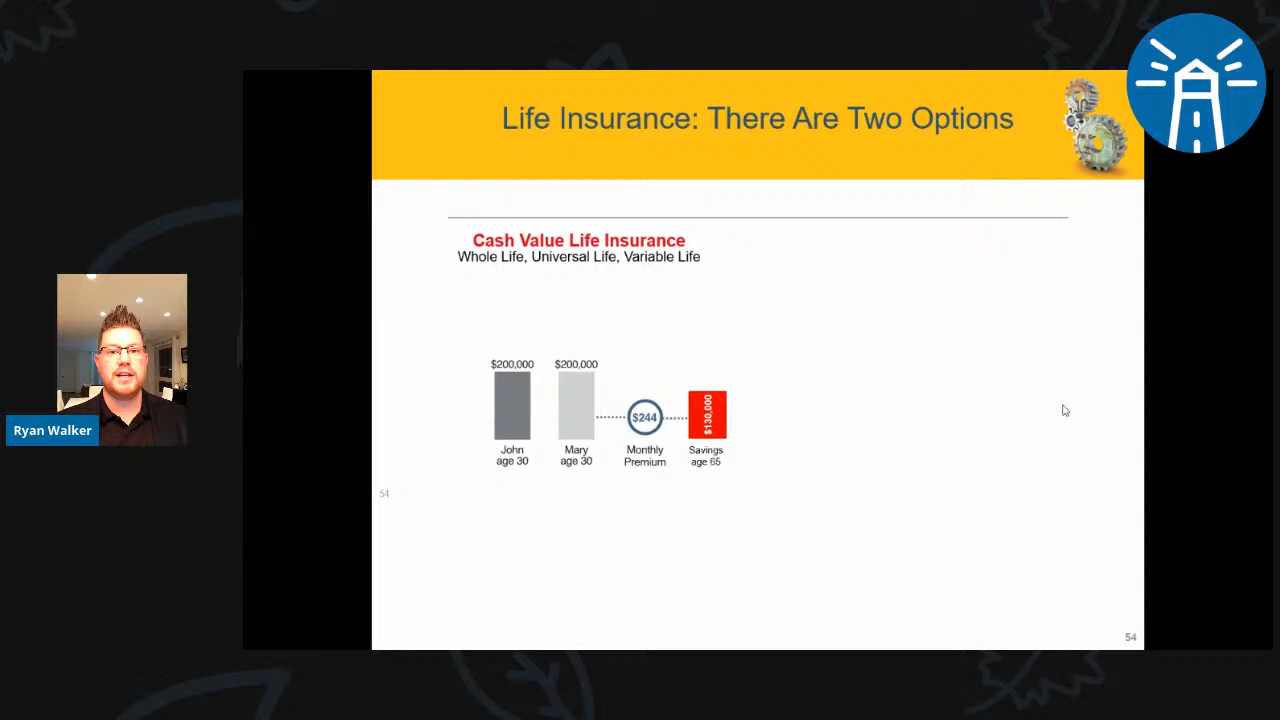 Life Insurance: There Are Two Options
Cash Value Life Insurance
Whole Life, Universal Life, Variable Life
$200,000
$200,000
$244
$130,000
John
age 30
Mary
age 30
Monthly
Premium
Savings
age 65
Ryan Walker
54
54